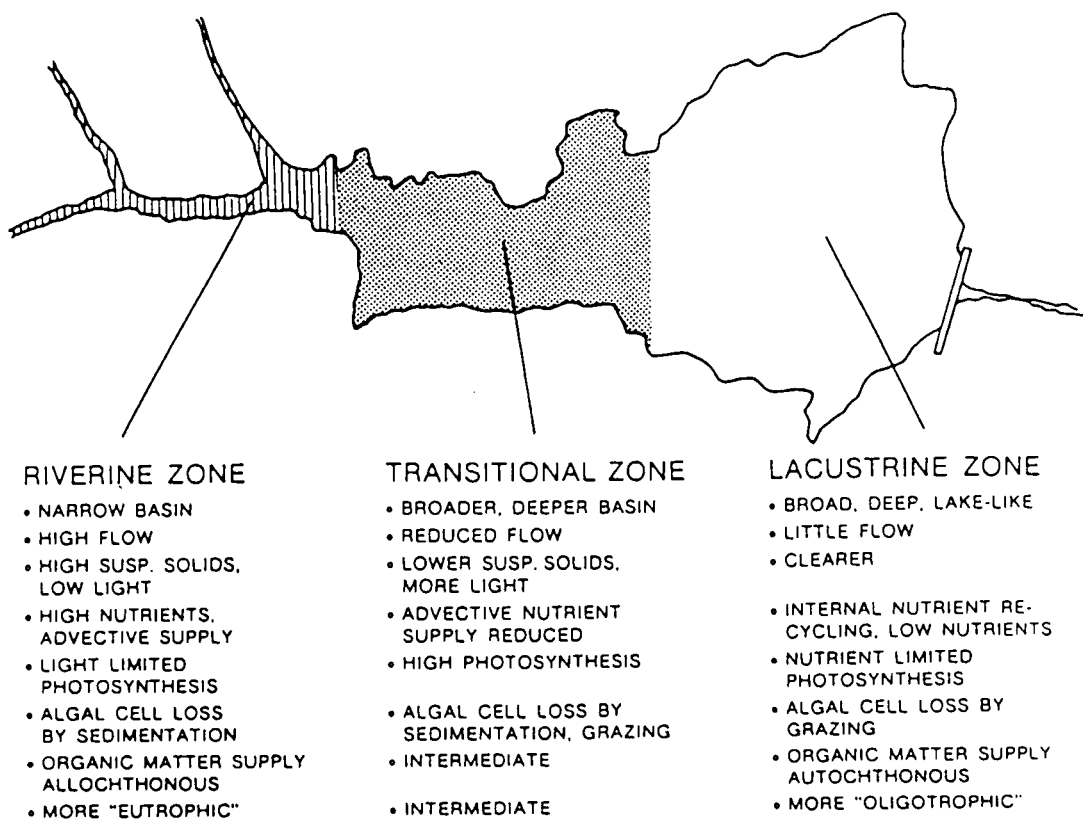 RIVERINE ZONE
• NARROW BASIN
• HIGH FLOW
• HIGH SUSP. SOLIDS,
LOW LIGHT
• HIGH NUTRIENTS,
ADVECTIVE SUPPLY
• LIGHT LIMITED
PHOTOSYNTHESIS
• ALGAL CELL LOSS
BY SEDIMENTATION
• ORGANIC MATTER SUPPLY
ALLOCHTHONOUS
• MORE "EUTROPHIC"
TRANSITIONAL ZONE
• BROADER, DEEPER BASIN
• REDUCED FLOW
• LOWER SUSP. SOLIDS,
MORE LIGHT
• ADVECTIVE NUTRIENT
SUPPLY REDUCED
• HIGH PHOTOSYNTHESIS
• ALGAL CELL LOSS BY
SEDIMENTATION, GRAZING
• INTERMEDIATE
• INTERMEDIATE
LACUSTRINE ZONE
• BROAD, DEEP, LAKE-LIKE
• LITTLE FLOW
• CLEARER
• INTERNAL NUTRIENT RE-
CYCLING, LOW NUTRIENTS
• NUTRIENT LIMITED
PHOTOSYNTHESIS
• ALGAL CELL LOSS BY
GRAZING
• ORGANIC MATTER SUPPLY
AUTOCHTHONOUS
• MORE "OLIGOTROPHIC"